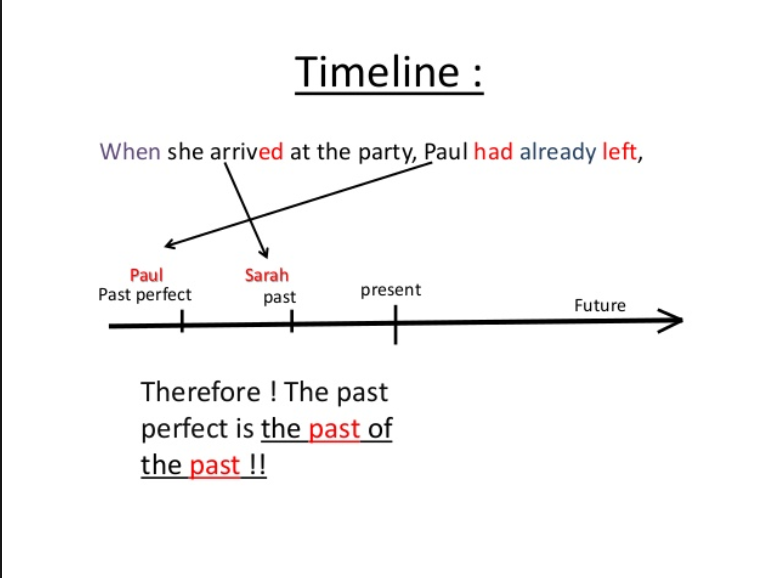 Timeline :
When she arrived at the party, Paul had already left,
Paul
Past perfect
Sarah
past
present
Future
Therefore ! The past
perfect is the past of
the past !!